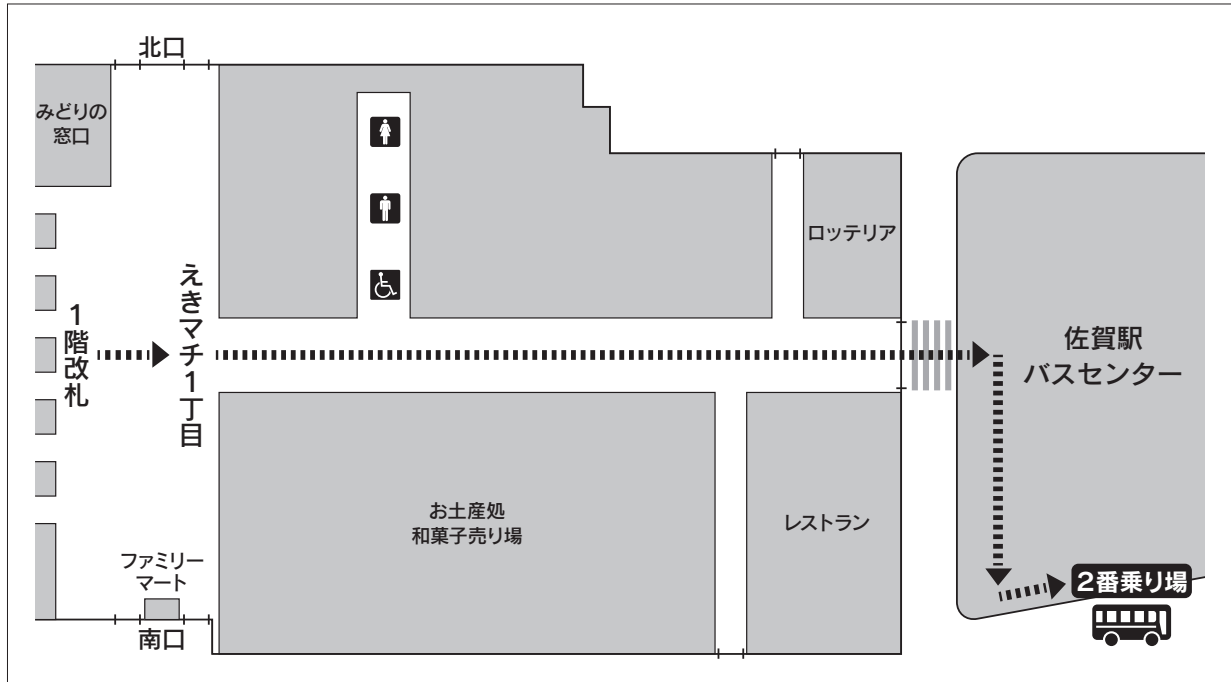 北口
みどりの
窓口
ロッテリア
1階改札
えきマチ1丁目
佐賀駅
バスセンター
お土産処
和菓子売り場
レストラン
ファミリー
マート
南口
2番乗り場